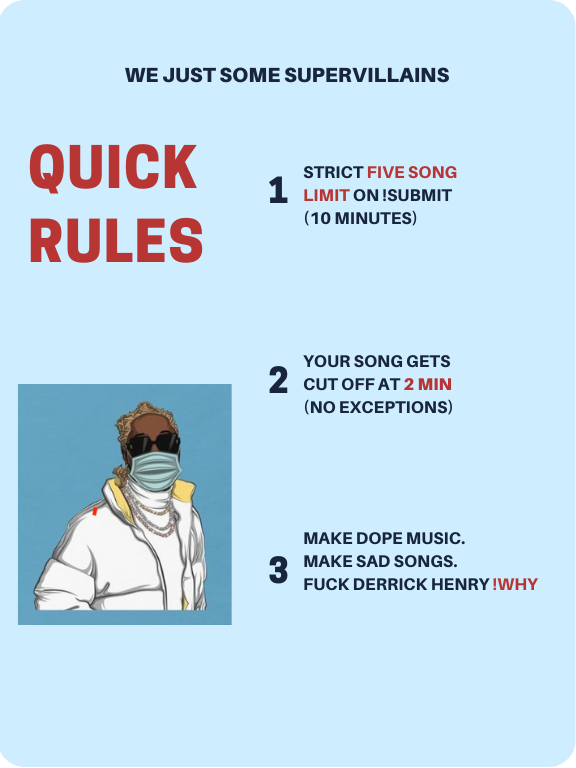 WE JUST SOME SUPERVILLAINS
QUICK
RULES
1
STRICT FIVE SONG
LIMIT ON !SUBMIT
(10 MINUTES)
2
YOUR SONG GETS
CUT OFF AT 2 MIN
(NO EXCEPTIONS)
3
MAKE DOPE MUSIC.
MAKE SAD SONGS.
FUCK DERRICK HENRY !WHY